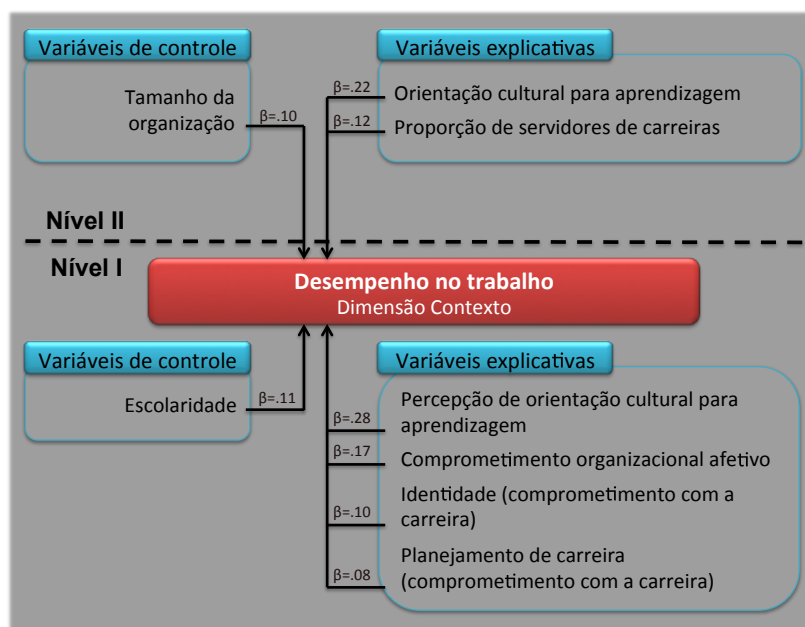 Variáveis de controle
Tamanho da
organização
β=.10
Variáveis explicativas
β=.22
Orientação cultural para aprendizagem
β=.12
Proporção de servidores de carreiras
Nível II
Nível I
Desempenho no trabalho
Dimensão Contexto
Variáveis de controle
Escolaridade
β=.11
Variáveis explicativas
Percepção de orientação cultural para
β=.28
aprendizagem
β=.17
Comprometimento organizacional afetivo
Identidade (comprometimento com a
β=.10
carreira)
Planejamento de carreira
β=.08
(comprometimento com a carreira)